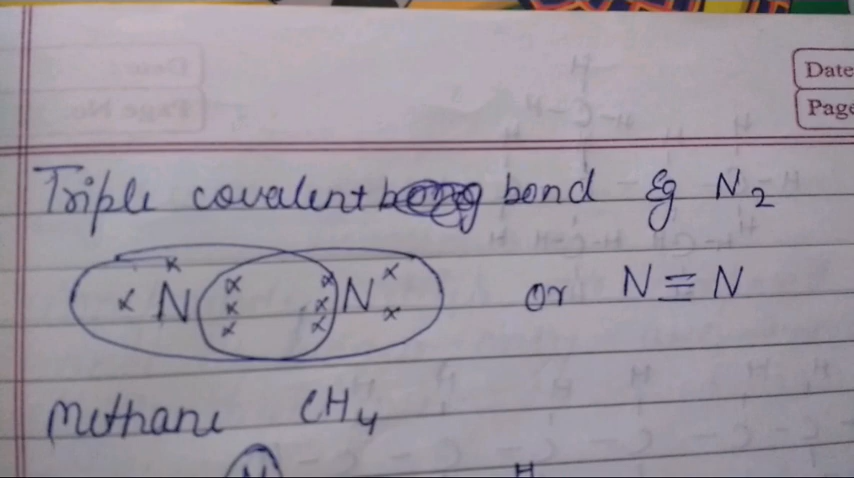 Date
Page
Triple covalent bond Eg N2
x N x x x x x x x N x x or N≡N
Methane CH4
H H